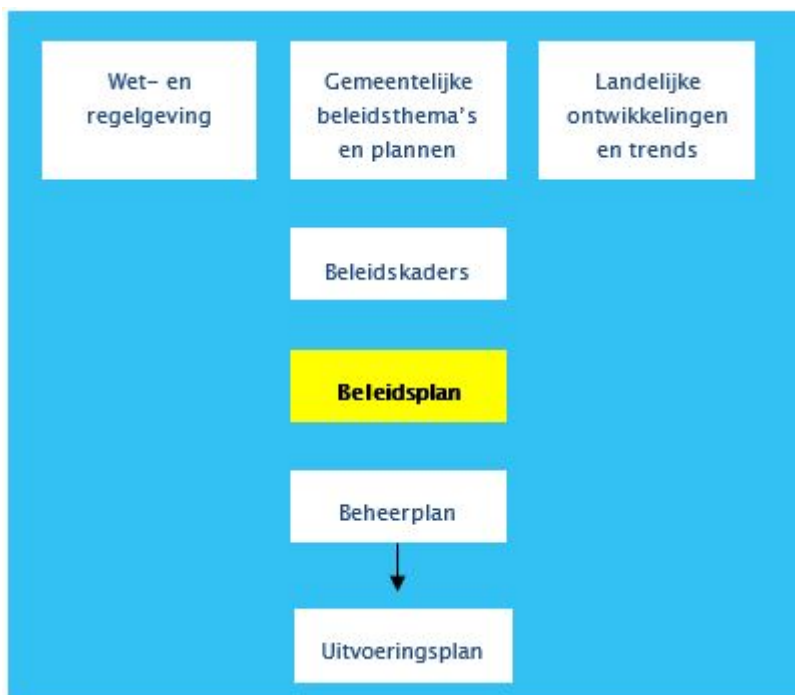 Wet- en
regelgeving
Gemeentelijke
beleidsthema's
en plannen
Landelijke
ontwikkelingen
en trends
Beleidskaders
Beleidsplan
Beheerplan
Uitvoeringsplan